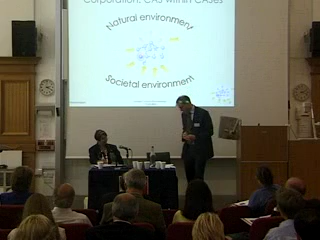 Corporation, CAS within CASes
Natural environment
Societal environment